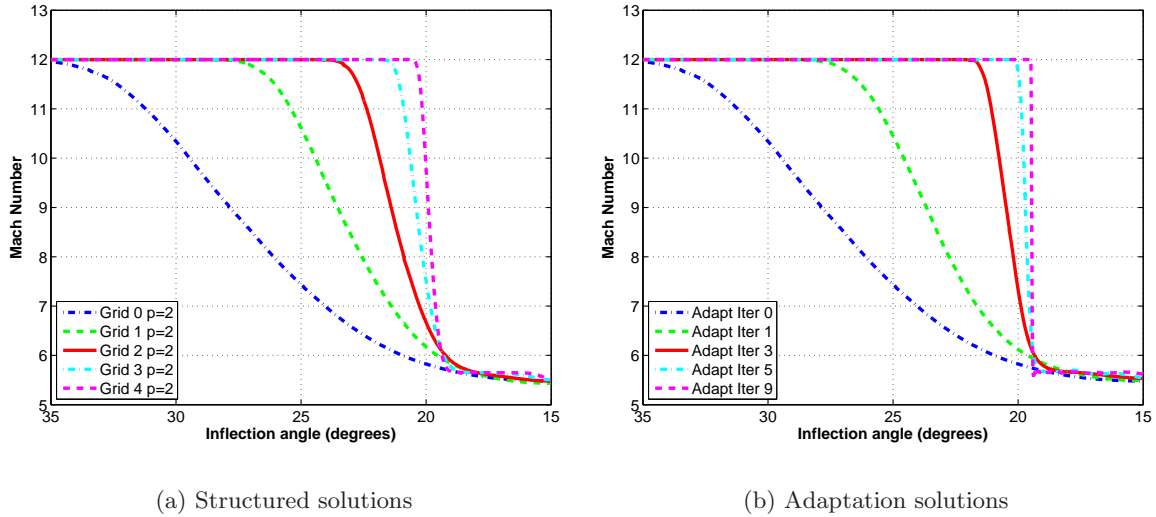 13
12
11
10
9
8
7
6
5
Mach Number
Grid 0 p=2
Grid 1 p=2
Grid 2 p=2
Grid 3 p=2
Grid 4 p=2
35 30 25 20 15
Inflection angle (degrees)
(a) Structured solutions
13
12
11
10
9
8
7
6
5
Mach Number
Adapt Iter 0
Adapt Iter 1
Adapt Iter 3
Adapt Iter 5
Adapt Iter 9
35 30 25 20 15
Inflection angle (degrees)
(b) Adaptation solutions